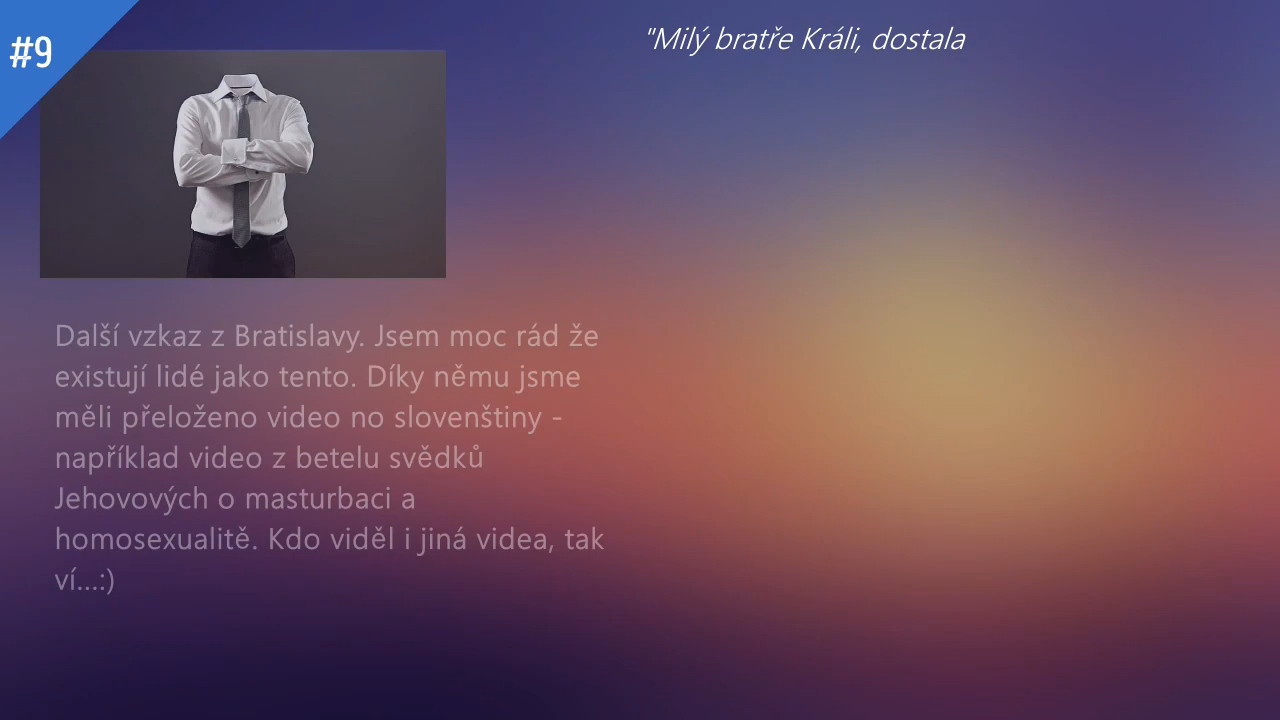 #9
"Milý bratře Králi, dostala
Další vzkaz z Bratislavy. Jsem moc rád že
existují lidé jako tento. Díky němu jsme
měli přeloženo video no slovenštiny -
například video z betelu svědků
Jehovových o masturbaci a
homosexualitě. Kdo viděl i jiná videa, tak
ví...:)